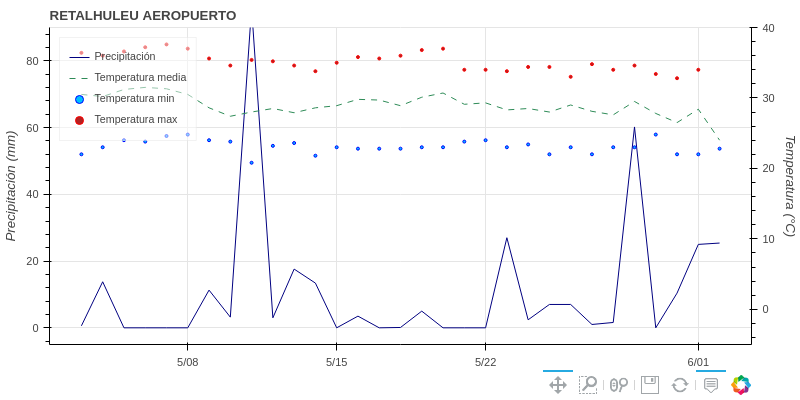 RETALHULEU AEROPUERTO
Precipitación
Temperatura media
Temperatura min
Temperatura max
Precipitación (mm)
80
60
40
20
0
Temperatura (°C)
40
30
20
10
0
5/08
5/15
5/22
6/01